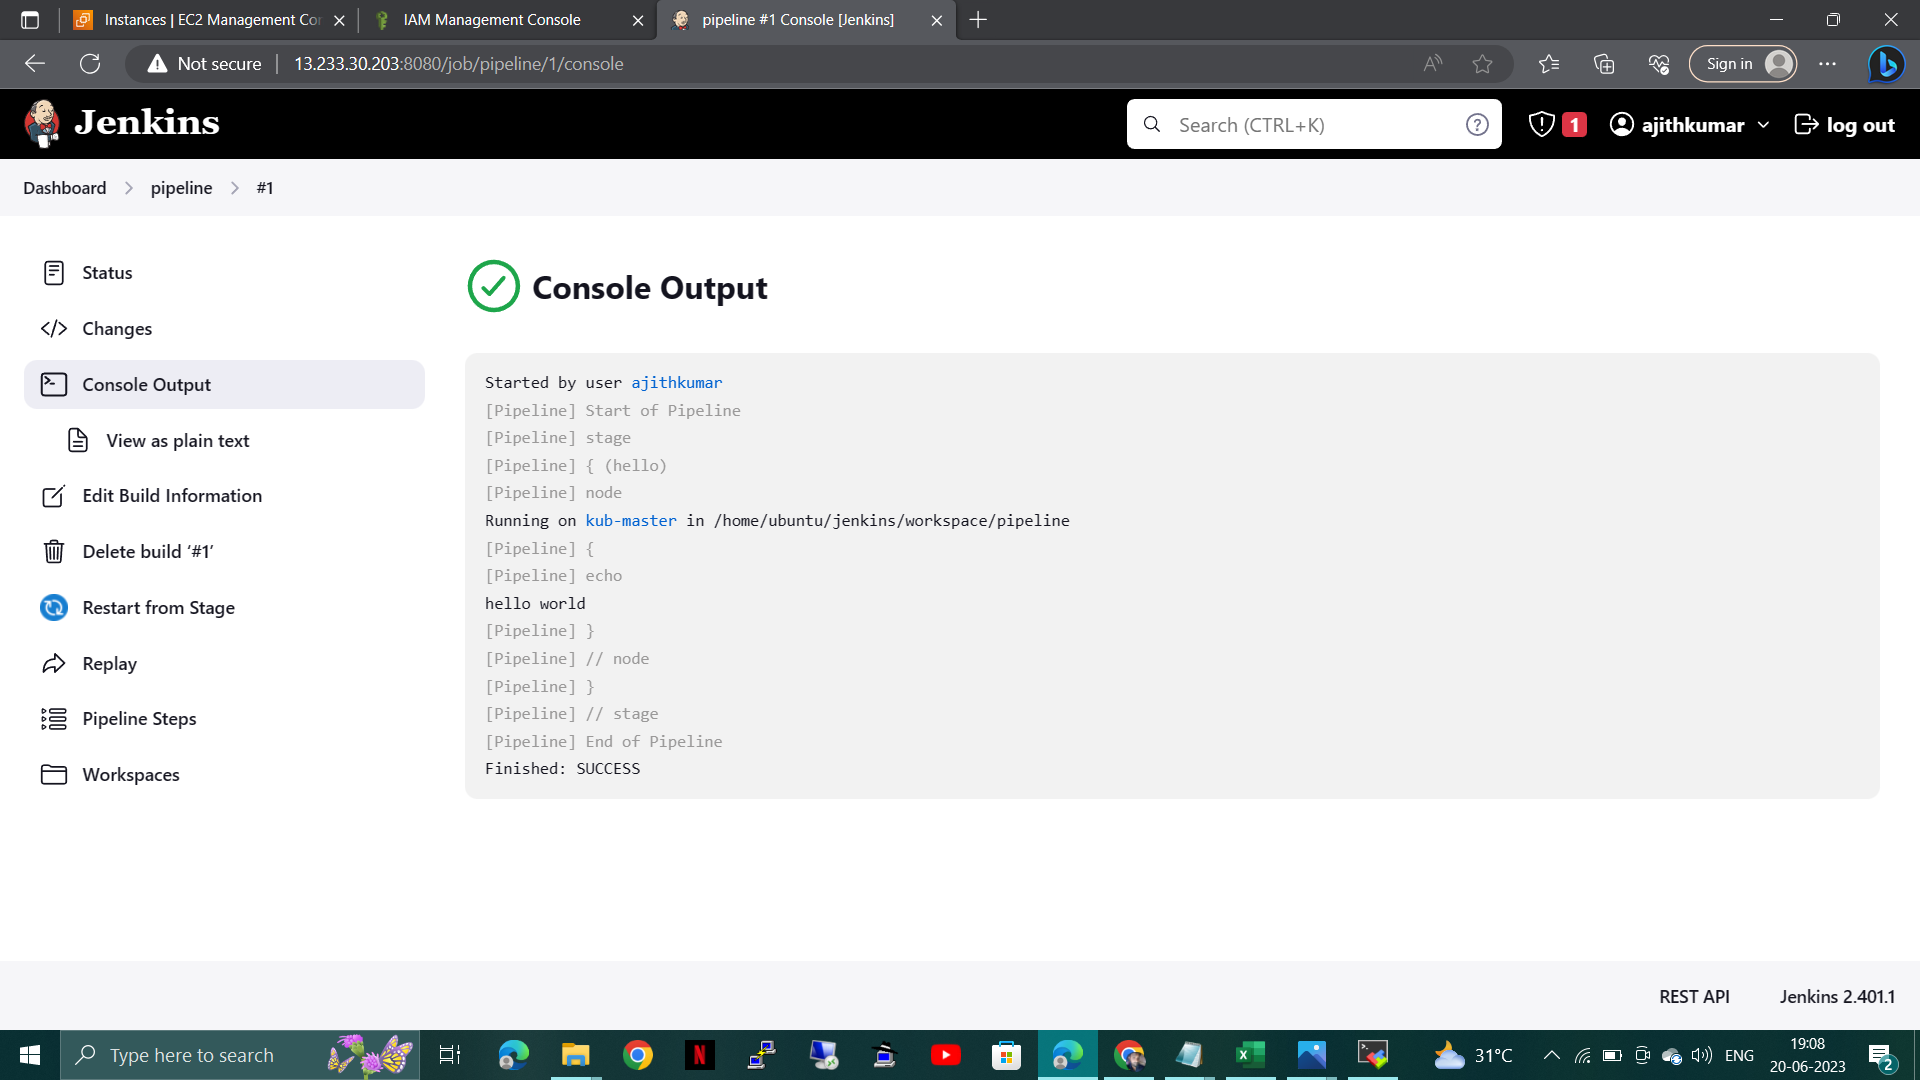 Instances | EC2 Management Co
IAM Management Console
pipeline #1 Console [Jenkins]
Not secure
13.233.30.203:8080/job/pipeline/1/console
Sign in
Jenkins
Search (CTRL+K)
1
ajithkumar
log out
Dashboard
pipeline
#1
Status
Changes
Console Output
View as plain text
Edit Build Information
Delete build ‘#1’
Restart from Stage
Replay
Pipeline Steps
Workspaces
Console Output
Started by user ajithkumar
[Pipeline] Start of Pipeline
[Pipeline] stage
[Pipeline] { (hello)
[Pipeline] node
Running on kub-master in /home/ubuntu/jenkins/workspace/pipeline
[Pipeline] {
[Pipeline] echo
hello world
[Pipeline] }
[Pipeline] // node
[Pipeline] }
[Pipeline] // stage
[Pipeline] End of Pipeline
Finished: SUCCESS
REST API
Jenkins 2.401.1
Type here to search
31°C
ENG
19:08
20-06-2023
2